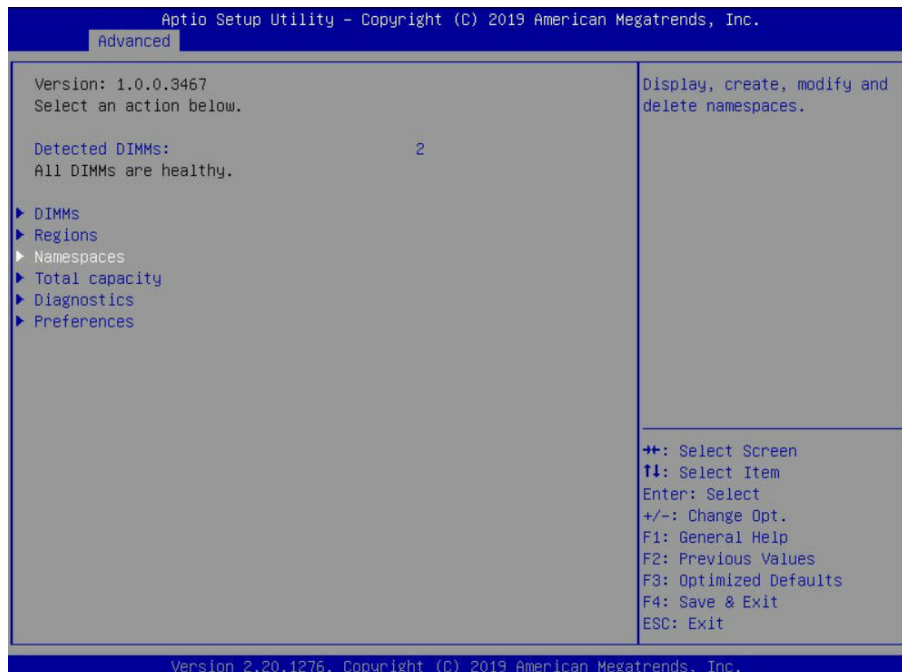 Aptio Setup Utility – Copyright (C) 2019 American Megatrends, Inc.
Advanced
Version: 1.0.0.3467
Select an action below.
Detected DIMMs: 2
All DIMMs are healthy.
DIMMs
Regions
Namespaces
Total capacity
Diagnostics
Preferences
Display, create, modify and
delete namespaces.
→←: Select Screen
↑↓: Select Item
Enter: Select
+/-: Change Opt.
F1: General Help
F2: Previous Values
F3: Optimized Defaults
F4: Save & Exit
ESC: Exit
Version 2.20.1276. Copyright (C) 2019 American Megatrends, Inc.